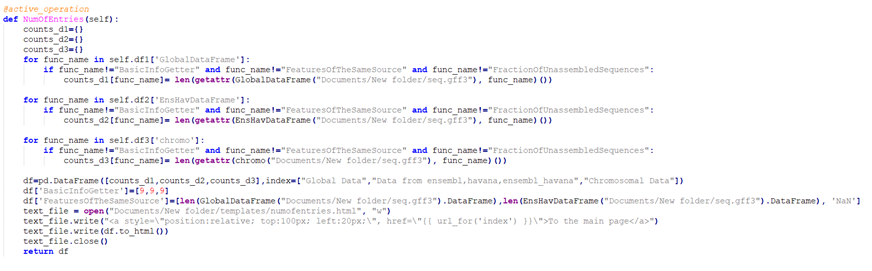 @active_operation
def NumOfEntries(self):
    counts_d1={}
    counts_d2={}
    counts_d3={}
    for func_name in self.df1['GlobalDataFrame']:
        if func_name!="BasicInfoGetter" and func_name!="FeaturesOfTheSameSource" and func_name!="FractionOfUnassembledSequences":
            counts_d1[func_name]= len(getattr(GlobalDataFrame("Documents/New folder/seq.gff3"), func_name)())
    for func_name in self.df2['EnsHavDataFrame']:
        if func_name!="BasicInfoGetter" and func_name!="FeaturesOfTheSameSource" and func_name!="FractionOfUnassembledSequences":
            counts_d2[func_name]= len(getattr(EnsHavDataFrame("Documents/New folder/seq.gff3"), func_name)())
    for func_name in self.df3['chromo']:
        if func_name!="BasicInfoGetter" and func_name!="FeaturesOfTheSameSource" and func_name!="FractionOfUnassembledSequences":
            counts_d3[func_name]= len(getattr(chromo("Documents/New folder/seq.gff3"), func_name)())
    df=pd.DataFrame([counts_d1,counts_d2,counts_d3],index=["Global Data","Data from ensembl,havana,ensembl_havana","Chromosomal Data"])
    df['BasicInfoGetter']=[9,9,9]
    df['FeaturesOfTheSameSource']=[len(GlobalDataFrame("Documents/New folder/seq.gff3").DataFrame),len(EnsHavDataFrame("Documents/New folder/seq.gff3").DataFrame), 'NaN']
    text_file = open("Documents/New folder/templates/numofentries.html", "w")
    text_file.write("<a style=\"position:relative; top:100px; left:20px;\", href=\"{{ url_for('index') }}\">To the main page</a>")
    text_file.write(df.to_html())
    text_file.close()
    return df